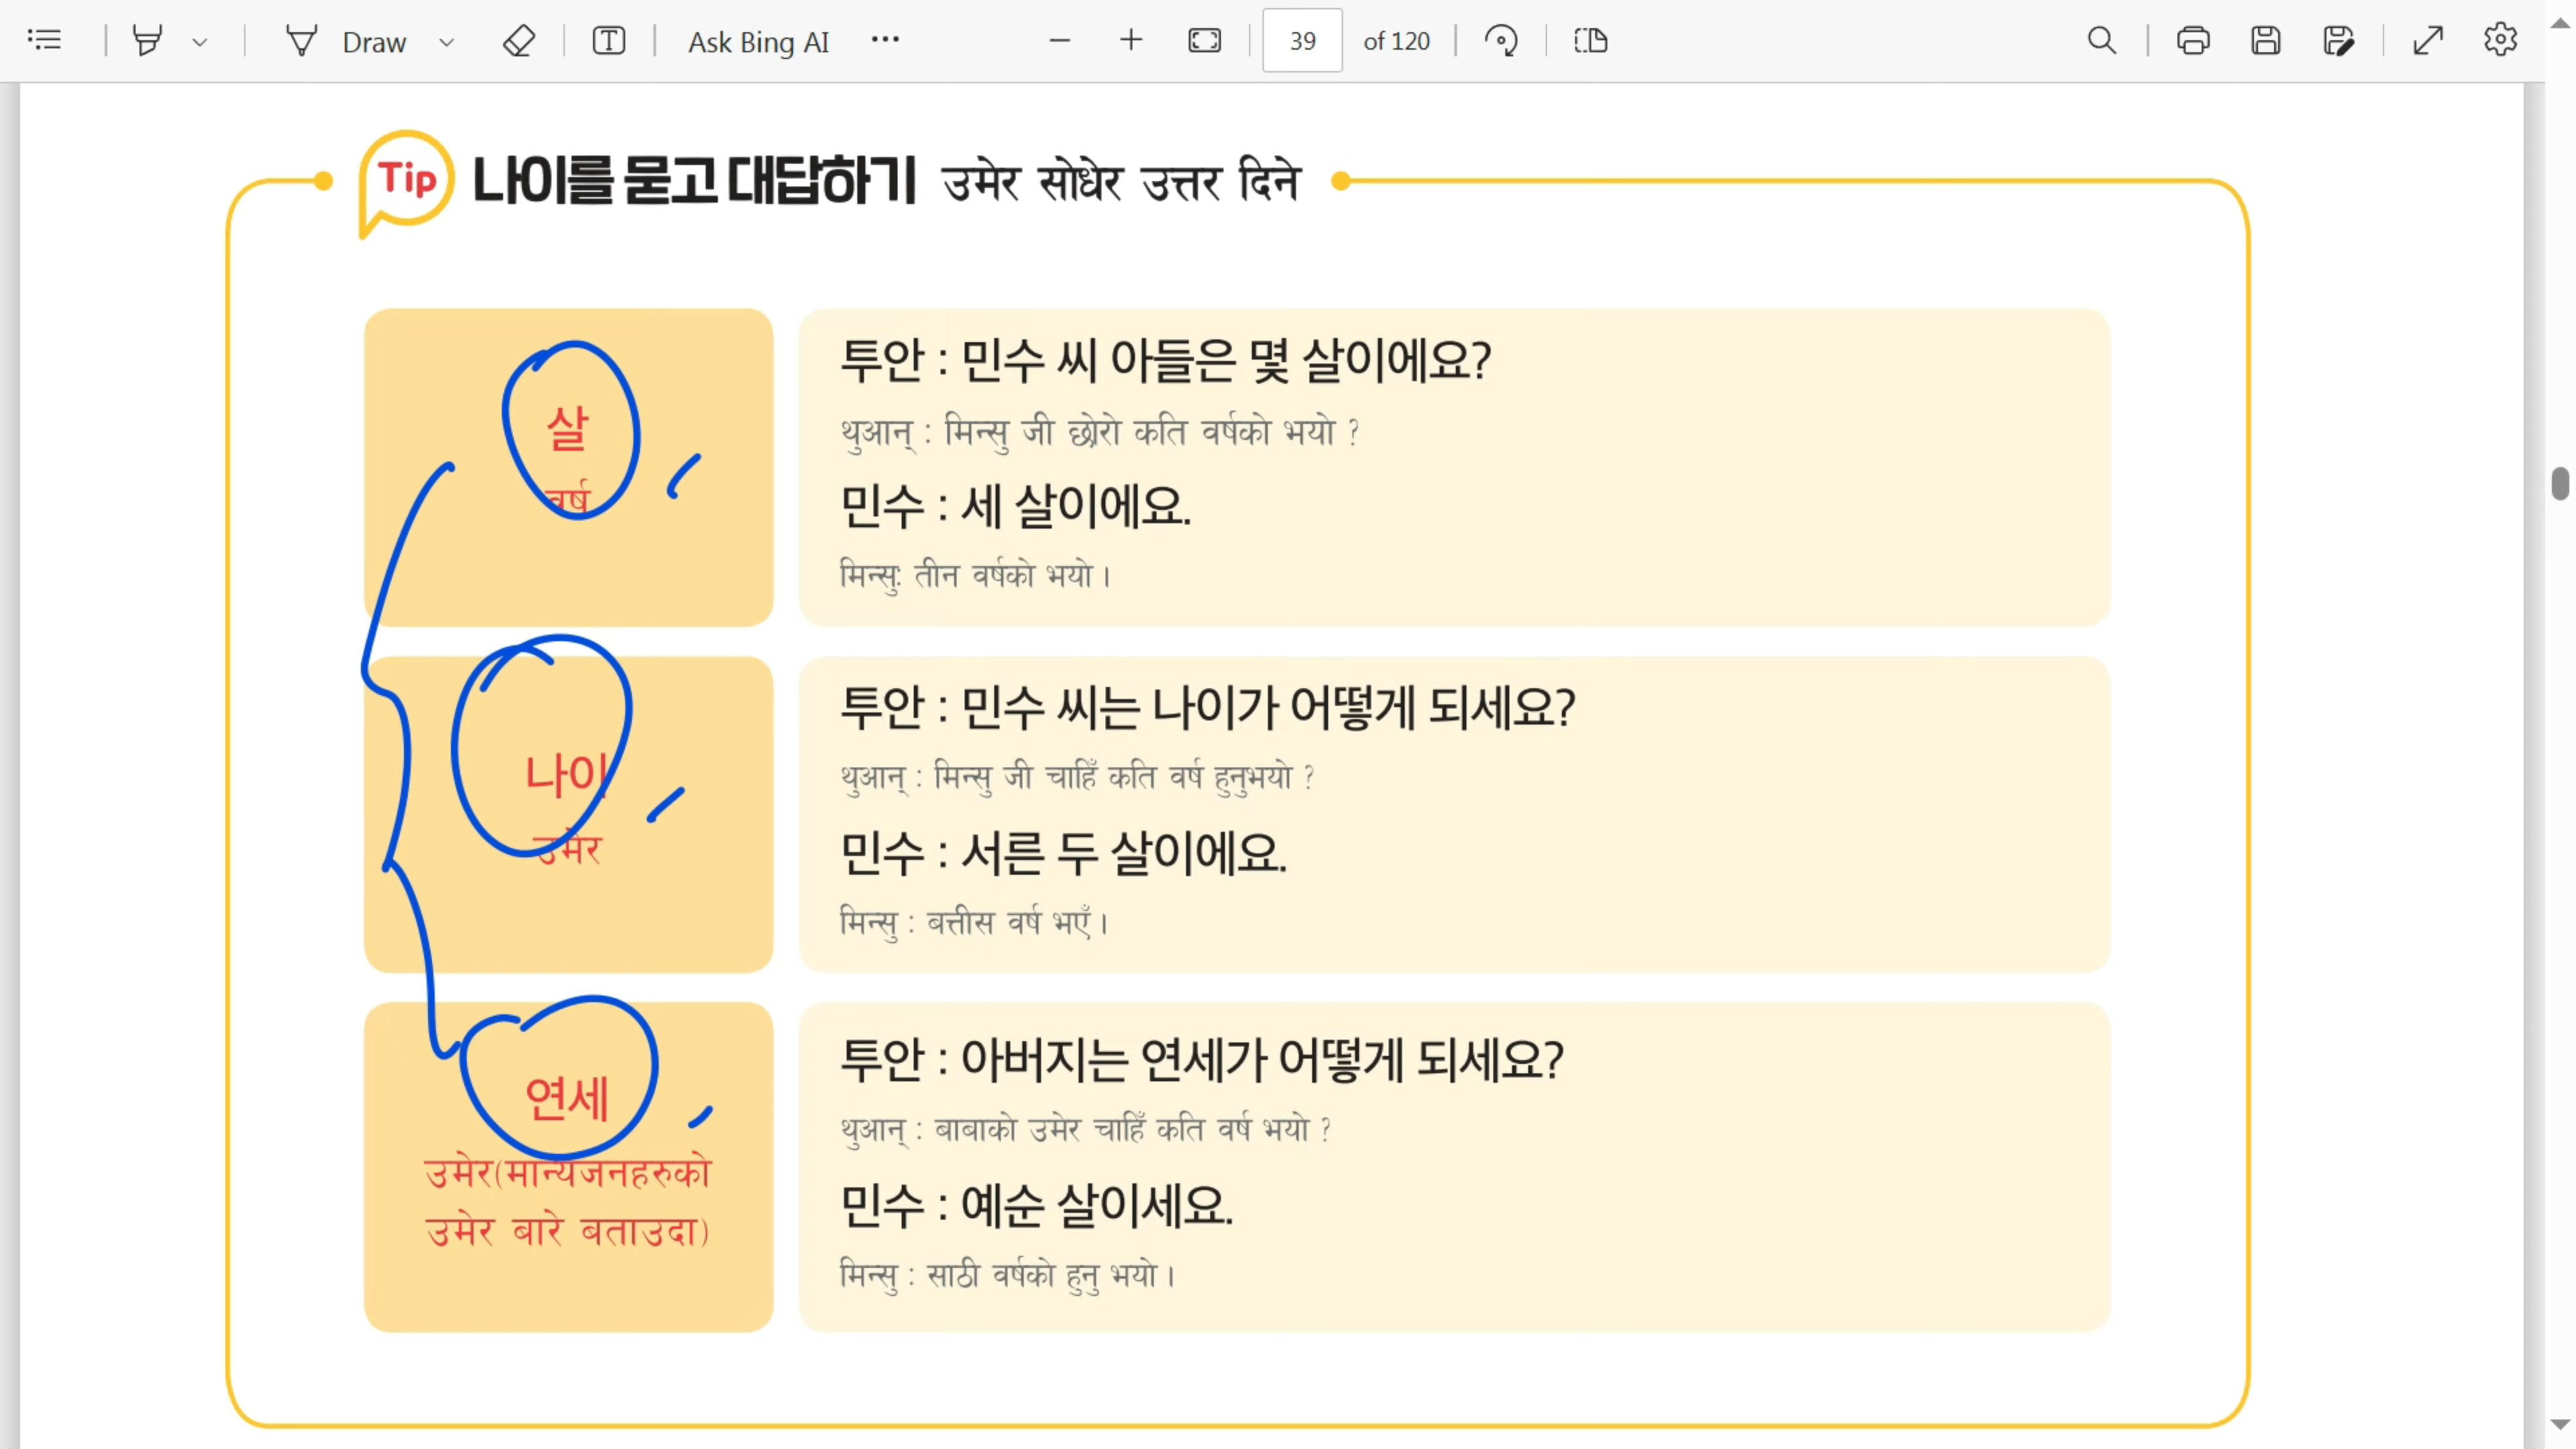 Draw
Ask Bing AI
39 of 120
Tip 나이를 묻고 대답하기 उमेर सोधेर उत्तर दिने
살
वर्ष
투안 : 민수 씨 아들은 몇 살이에요?
थुआन् : मिन्सु जी छोरो कति वर्षको भयो ?
민수 : 세 살이에요.
मिन्सुः तीन वर्षको भयो ।
나이
उमेर
투안 : 민수 씨는 나이가 어떻게 되세요?
थुआन् : मिन्सु जी चाहिँ कति वर्ष हुनुभयो ?
민수 : 서른 두 살이에요.
मिन्सु : बत्तीस वर्ष भएँ ।
연세
उमेर(मान्यजनहरुको
उमेर बारे बताउदा)
투안 : 아버지는 연세가 어떻게 되세요?
थुआन् : बाबाको उमेर चाहिँ कति वर्ष भयो ?
민수 : 예순 살이세요.
मिन्सु : साठी वर्षको हुनु भयो ।